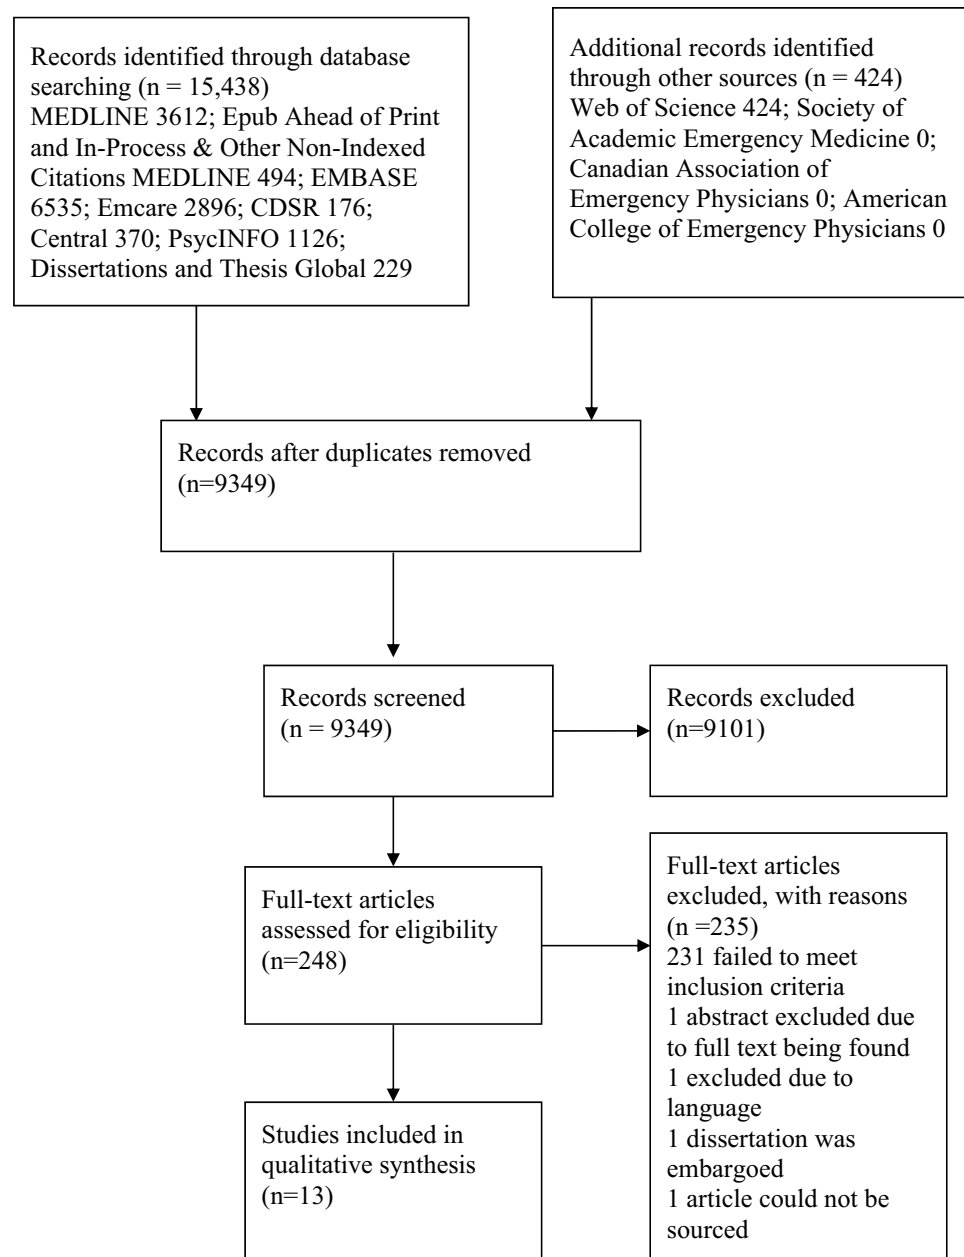 Records identified through database
searching (n = 15,438)
MEDLINE 3612; Epub Ahead of Print
and In-Process & Other Non-Indexed
Citations MEDLINE 494; EMBASE
6535; Emcare 2896; CDSR 176;
Central 370; PsycINFO 1126;
Dissertations and Thesis Global 229
Additional records identified
through other sources (n = 424)
Web of Science 424; Society of
Academic Emergency Medicine 0;
Canadian Association of
Emergency Physicians 0; American
College of Emergency Physicians 0
Records after duplicates removed
(n=9349)
Records screened
(n = 9349)
Records excluded
(n=9101)
Full-text articles
assessed for eligibility
(n=248)
Full-text articles
excluded, with reasons
(n =235)
231 failed to meet
inclusion criteria
1 abstract excluded due
to full text being found
1 excluded due to
language
1 dissertation was
embargoed
1 article could not be
sourced
Studies included in
qualitative synthesis
(n=13)